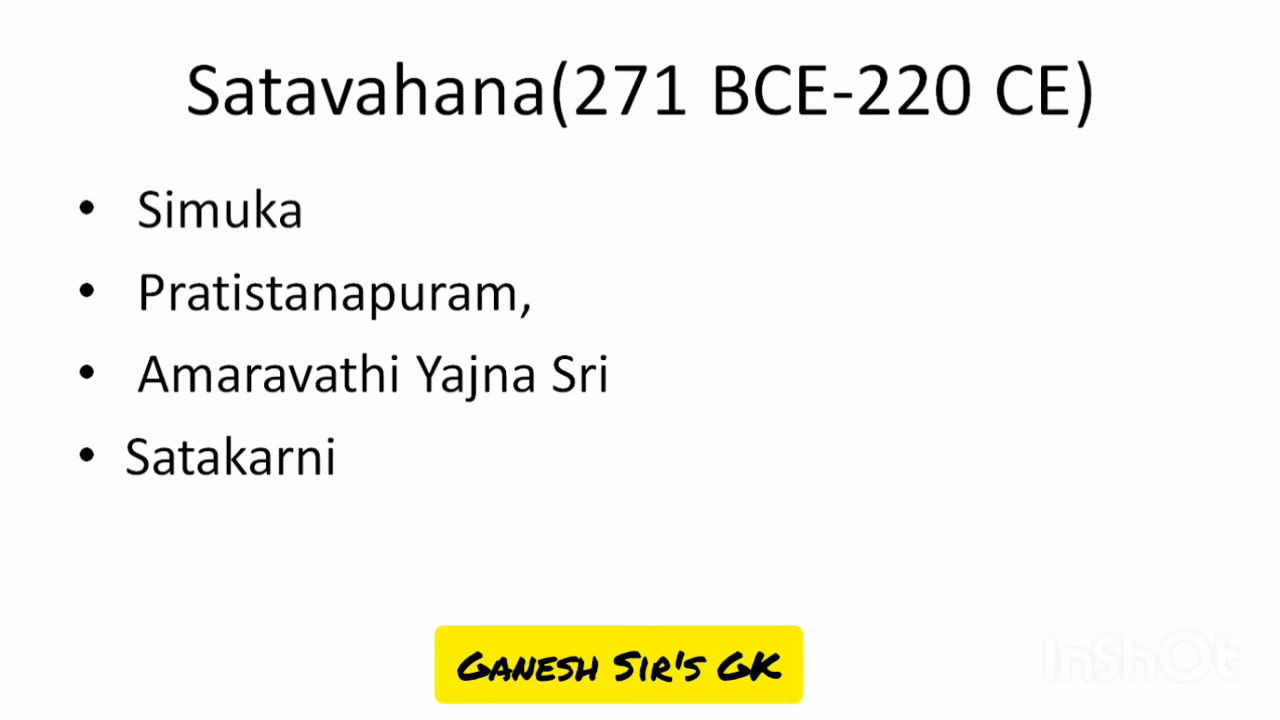 Satavahana(271 BCE-220 CE)
• Simuka
• Pratistanapuram,
• Amaravathi Yajna Sri
• Satakarni
Ganesh Sir's GK
InShOt